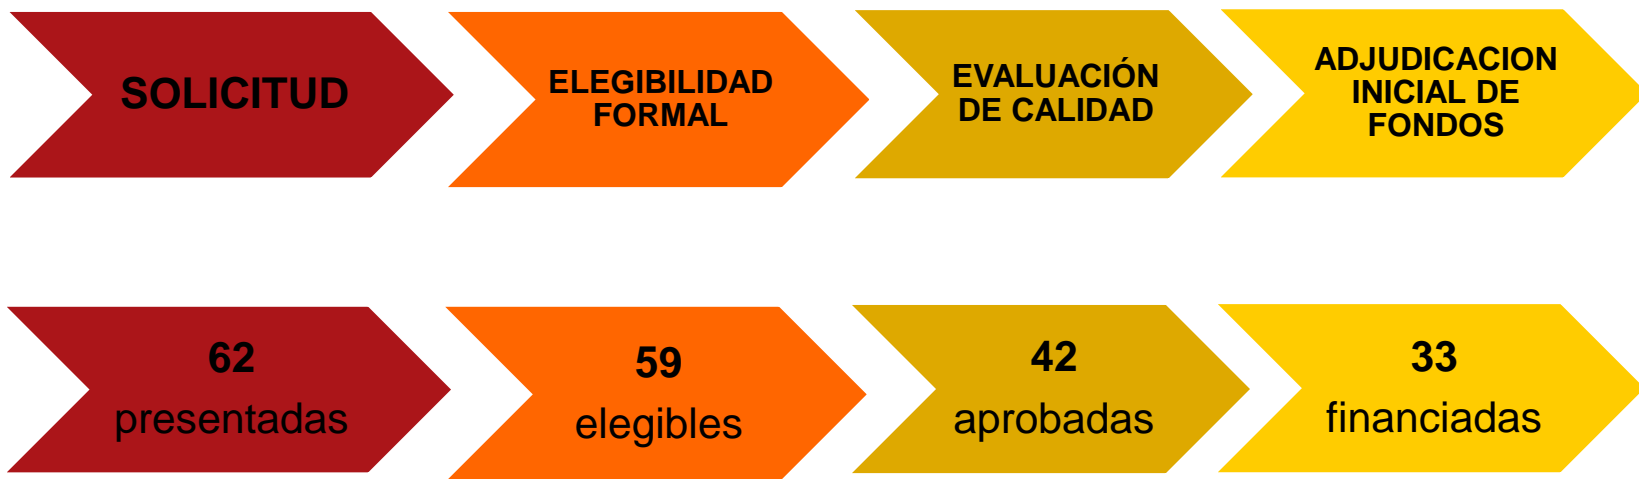 SOLICITUD
ELEGIBILIDAD
FORMAL
EVALUACIÓN
DE CALIDAD
ADJUDICACION
INICIAL DE
FONDOS
62
presentadas
59
elegibles
42
aprobadas
33
financiadas